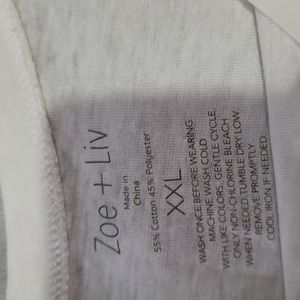 Zoe + Liv
Made in
China
55% Cotton 45% Polyester
XXL
WASH ONCE BEFORE WEARING
MACHINE WASH COLD
WITH LIKE COLORS, GENTLE CYCLE.
ONLY NON CHLORINE BLEACH
WHEN NEEDED, TUMBLE DRY LOW.
REMOVE PROMPTLY.
COOL IRON IF NEEDED